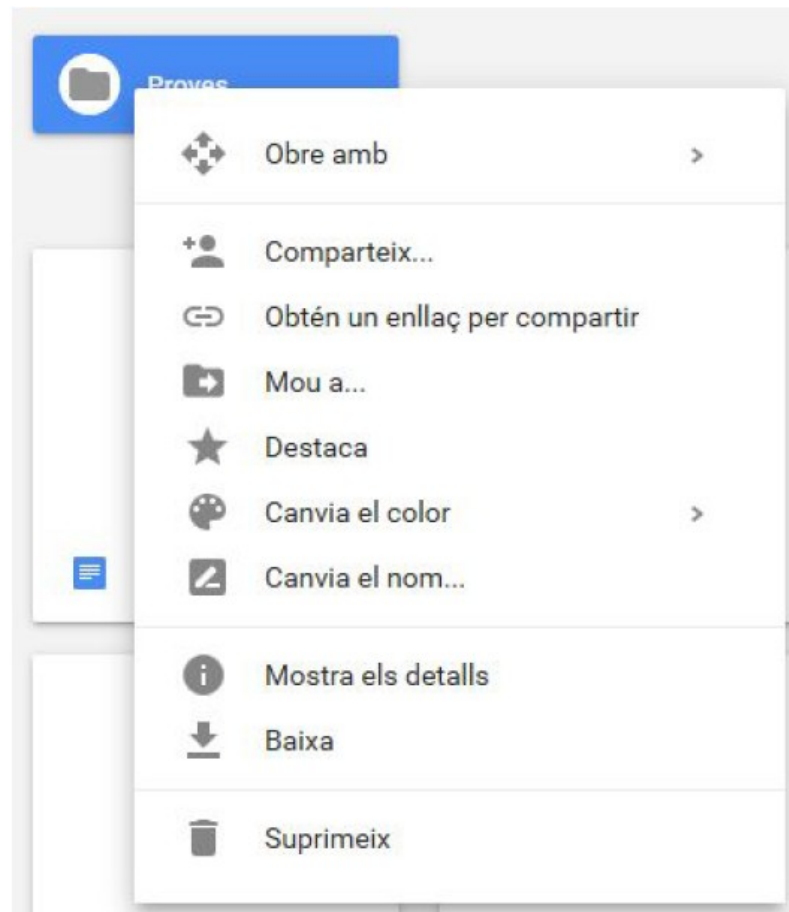 Proves
Obre amb
Comparteix...
Obtén un enllaç per compartir
Mou a...
Destaca
Canvia el color
Canvia el nom...
Mostra els detalls
Baixa
Suprimeix